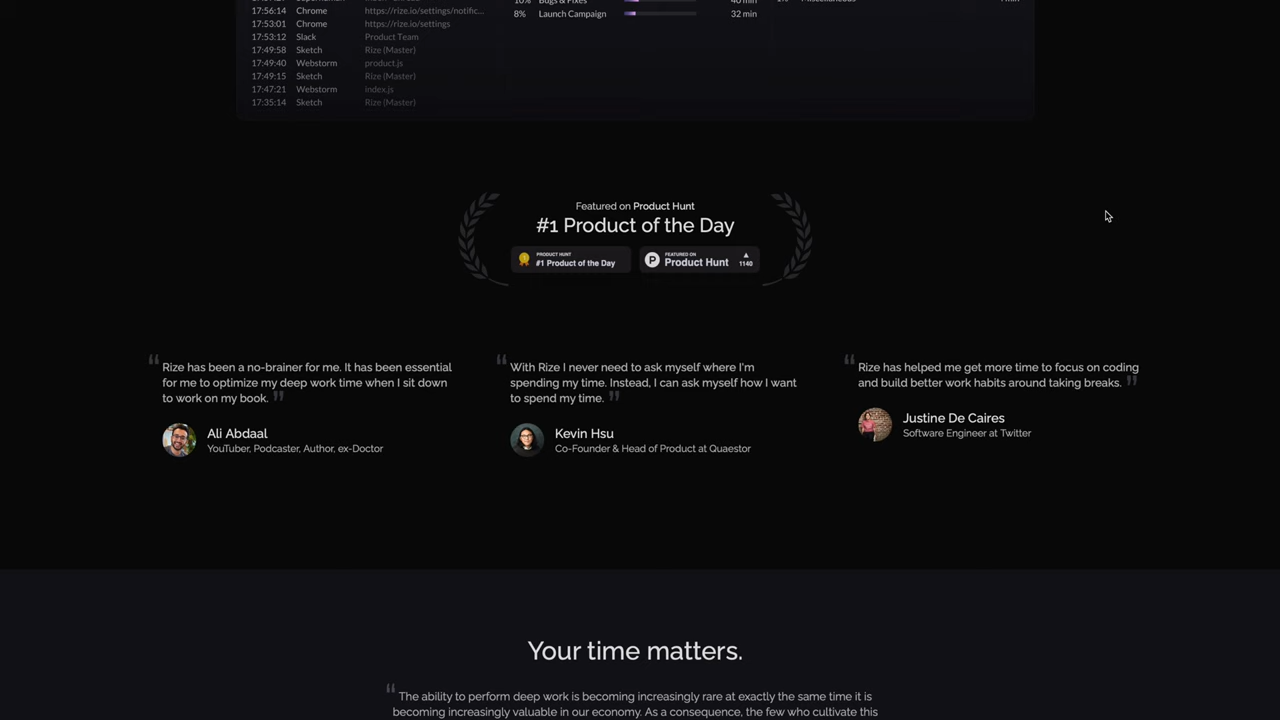 17:56:14 Chrome https://rize.io/settings/notific...
17:53:01 Chrome https://rize.io/settings
17:53:12 Slack Product Team
17:49:58 Sketch Rize (Master)
17:49:40 Webstorm product.js
17:49:15 Sketch Rize (Master)
17:47:21 Webstorm index.js
17:35:14 Sketch Rize (Master)
10% Bugs & Fixes 40 min
8% Launch Campaign 32 min
Featured on Product Hunt
#1 Product of the Day
PRODUCT HUNT
#1 Product of the Day
FEATURED ON
Product Hunt
1140
“ Rize has been a no-brainer for me. It has been essential
for me to optimize my deep work time when I sit down
to work on my book. ”
Ali Abdaal
YouTuber, Podcaster, Author, ex-Doctor
“ With Rize I never need to ask myself where I'm
spending my time. Instead, I can ask myself how I want
to spend my time. ”
Kevin Hsu
Co-Founder & Head of Product at Quaestor
“ Rize has helped me get more time to focus on coding
and build better work habits around taking breaks. ”
Justine De Caires
Software Engineer at Twitter
Your time matters.
“ The ability to perform deep work is becoming increasingly rare at exactly the same time it is
becoming increasingly valuable in our economy. As a consequence, the few who cultivate this